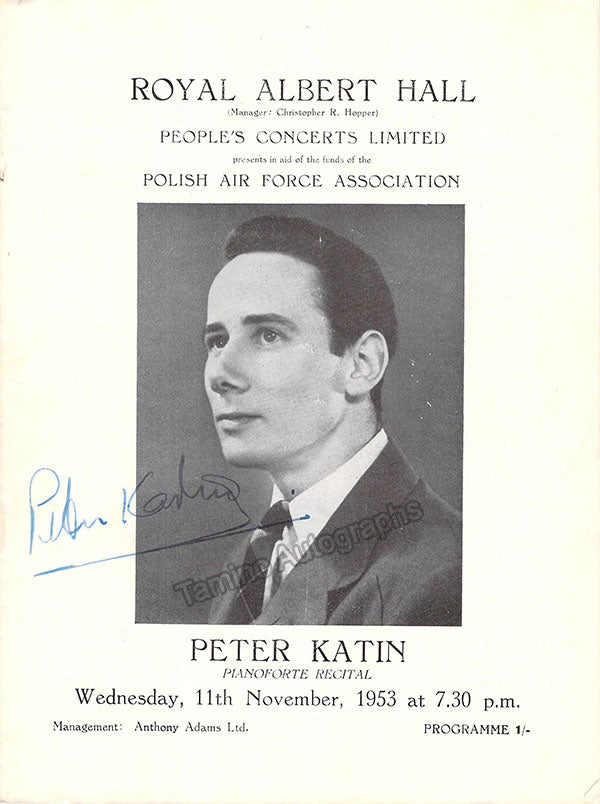 ROYAL ALBERT HALL
(Manager: Christopher R. Hopper)
PEOPLE'S CONCERTS LIMITED
presents in aid of the funds of the
POLISH AIR FORCE ASSOCIATION
Peter Katin
Tamino Autographs
PETER KATIN
PIANOFORTE RECITAL
Wednesday, 11th November, 1953 at 7.30 p.m.
Management: Anthony Adams Ltd. PROGRAMME 1/-